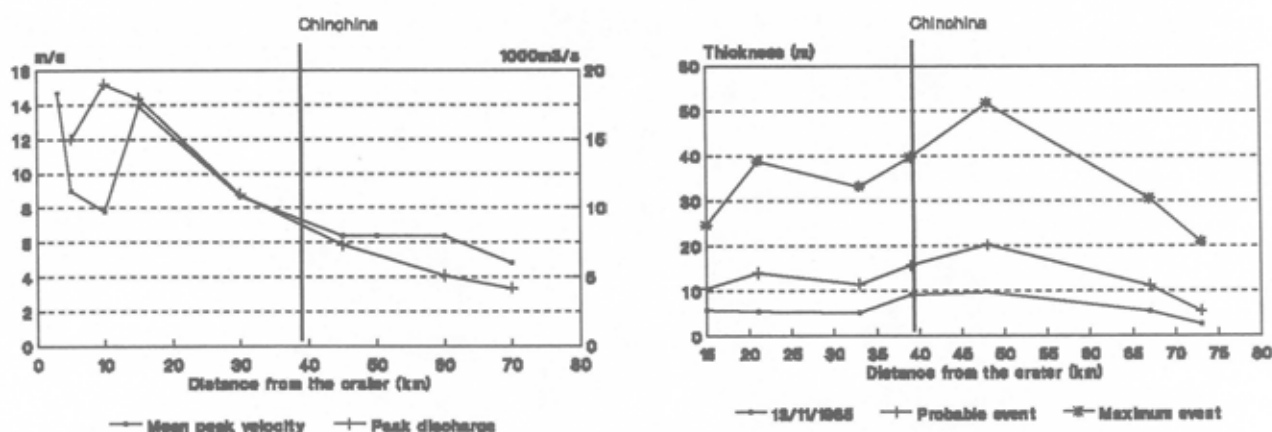 Chinchina
m/s 1000m3/s
16 20
14
12 15
10
8 10
6
4 5
2
0 0
0 10 20 30 40 50 60 70 80
Distance from the crater (km)
Mean peak velocity Peak discharge
Chinchina
Thickness (m)
60
50
40
30
20
10
0
15 20 25 30 35 40 45 50 55 60 65 70 75 80
Distance from the crater (km)
13/11/1985 Probable event Maximum event